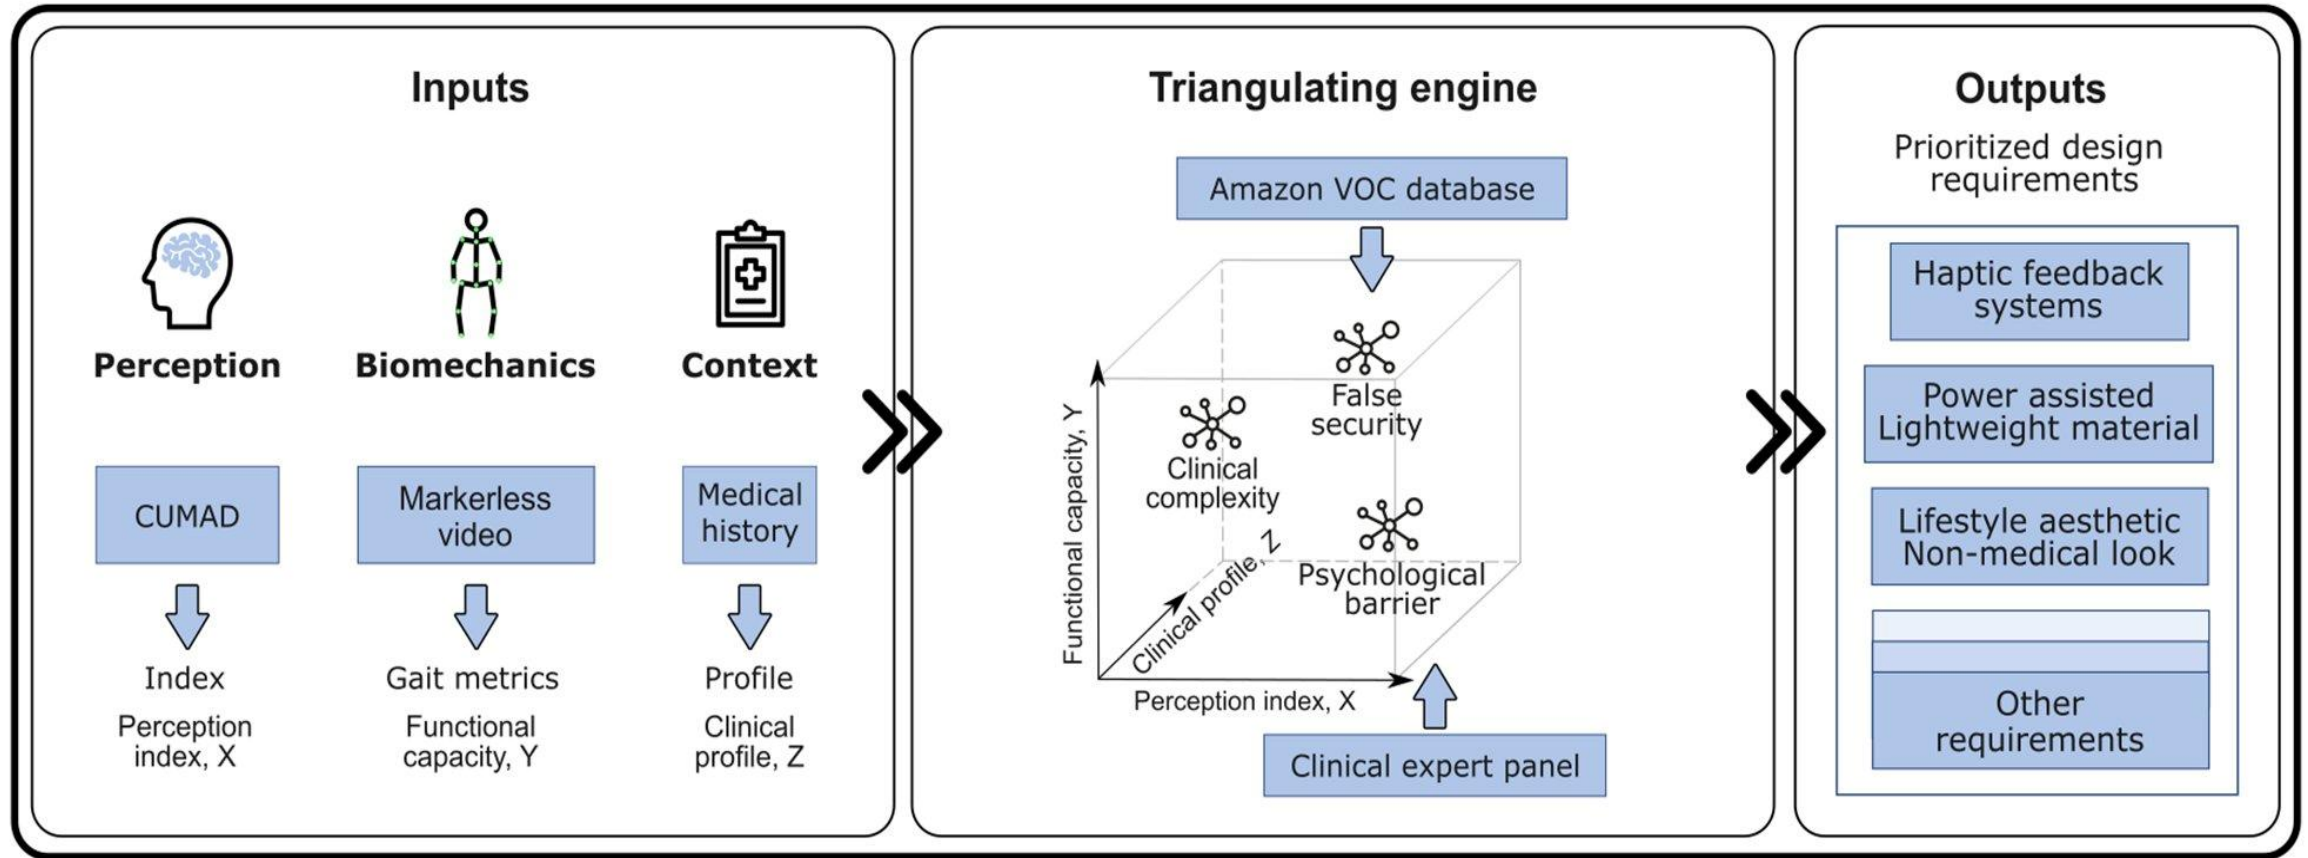 Inputs
Perception
Biomechanics
Context
CUMAD
Markerless
video
Medical
history
Index
Gait metrics
Profile
Perception
index, X
Functional
capacity, Y
Clinical
profile, Z
Triangulating engine
Amazon VOC database
False
security
Clinical
complexity
Psychological
barrier
Functional capacity, Y
Clinical profile, Z
Perception index, X
Clinical expert panel
Outputs
Prioritized design
requirements
Haptic feedback
systems
Power assisted
Lightweight material
Lifestyle aesthetic
Non-medical look
Other
requirements